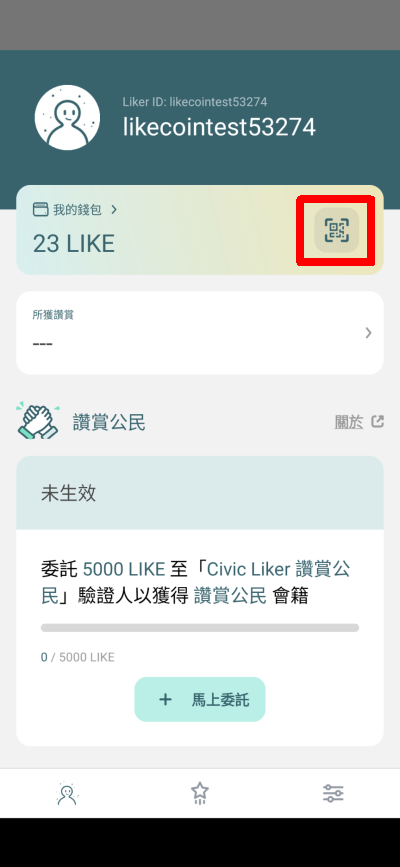 Liker ID: likecointest53274
likecointest53274
我的錢包
23 LIKE
所獲讚賞
---
讚賞公民
關於
未生效
委託 5000 LIKE 至「Civic Liker 讚賞公
民」驗證人以獲得 讚賞公民 會籍
0 / 5000 LIKE
+ 馬上委託